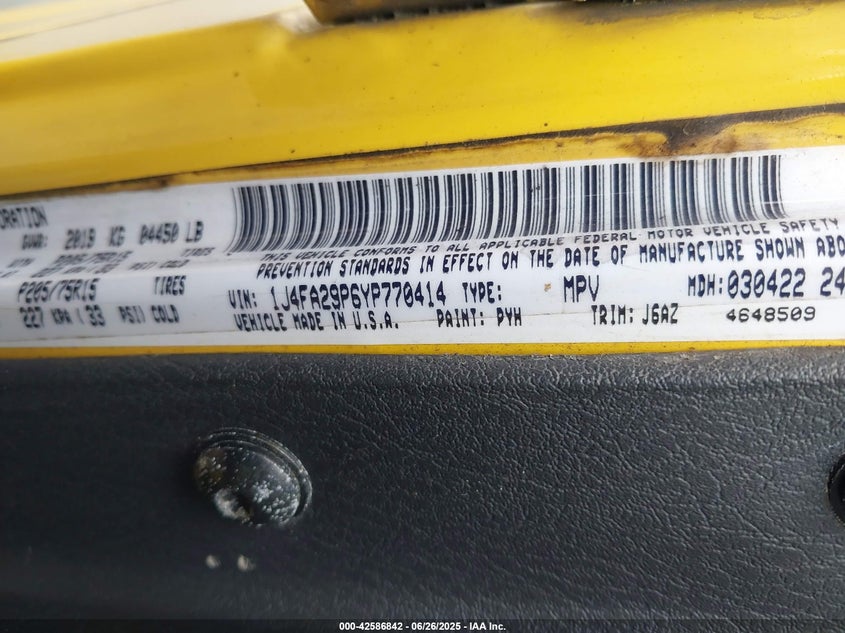 ORATION
GVWR: 2019 KG 04450 LB
TIRES
P205/75R15 TIRES
227 KPA ( 33 PSI) COLD
THIS VEHICLE CONFORMS TO ALL APPLICABLE FEDERAL MOTOR VEHICLE SAFETY
PREVENTION STANDARDS IN EFFECT ON THE DATE OF MANUFACTURE SHOWN ABO
VIN: 1J4FA29P6YP770414 TYPE: MPV MDH:030422 24
VEHICLE MADE IN U.S.A. PAINT: PYH TRIM: J6AZ 4648509
000-42586842 / 06/26/2025 - IAA Inc.